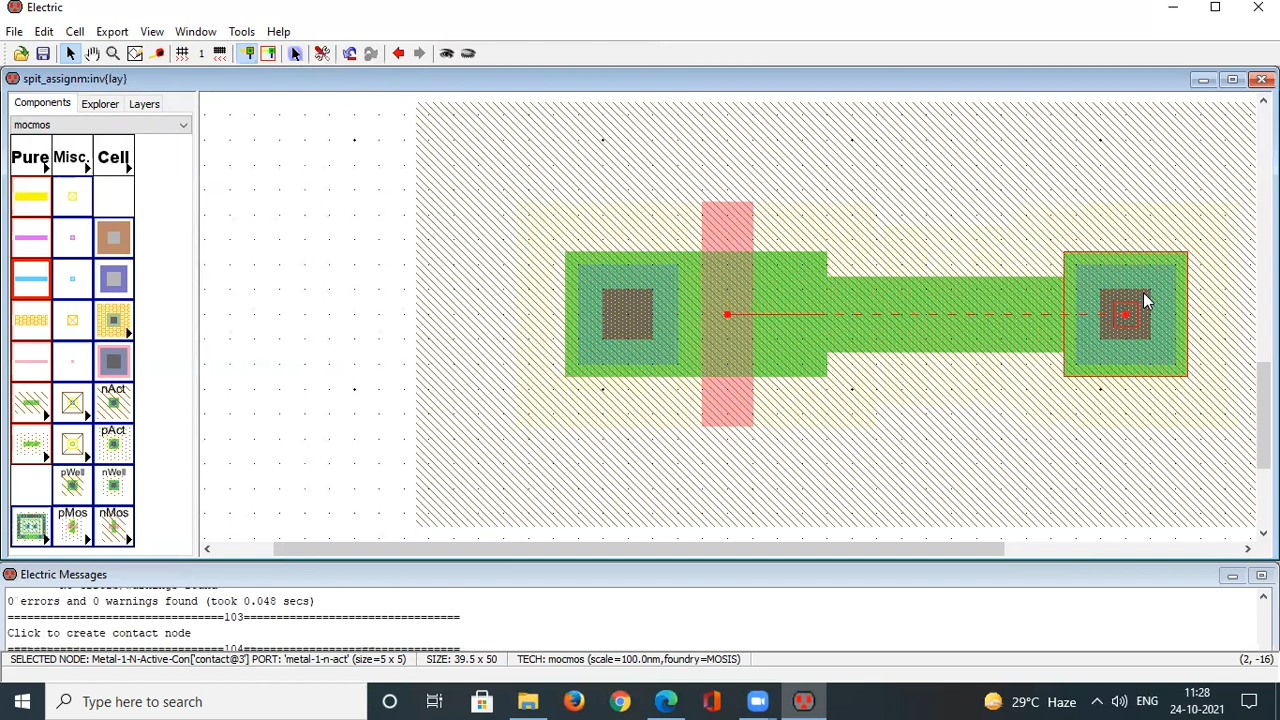 Electric
File Edit Cell Export View Window Tools Help
1
spit_assignm:inv{lay}
Components Explorer Layers
mocmos
Pure Misc. Cell
nAct
pAct
pWell nWell
pMos nMos
Electric Messages
0 errors and 0 warnings found (took 0.048 secs)
================================103================================
Click to create contact node
================================104================================
SELECTED NODE: Metal-1-N-Active-Con['contact@3'] PORT: 'metal-1-n-act' (size=5 x 5) SIZE: 39.5 x 50 TECH: mocmos (scale=100.0nm,foundry=MOSIS) (2, -16)
Type here to search
29°C Haze
ENG
11:28
24-10-2021